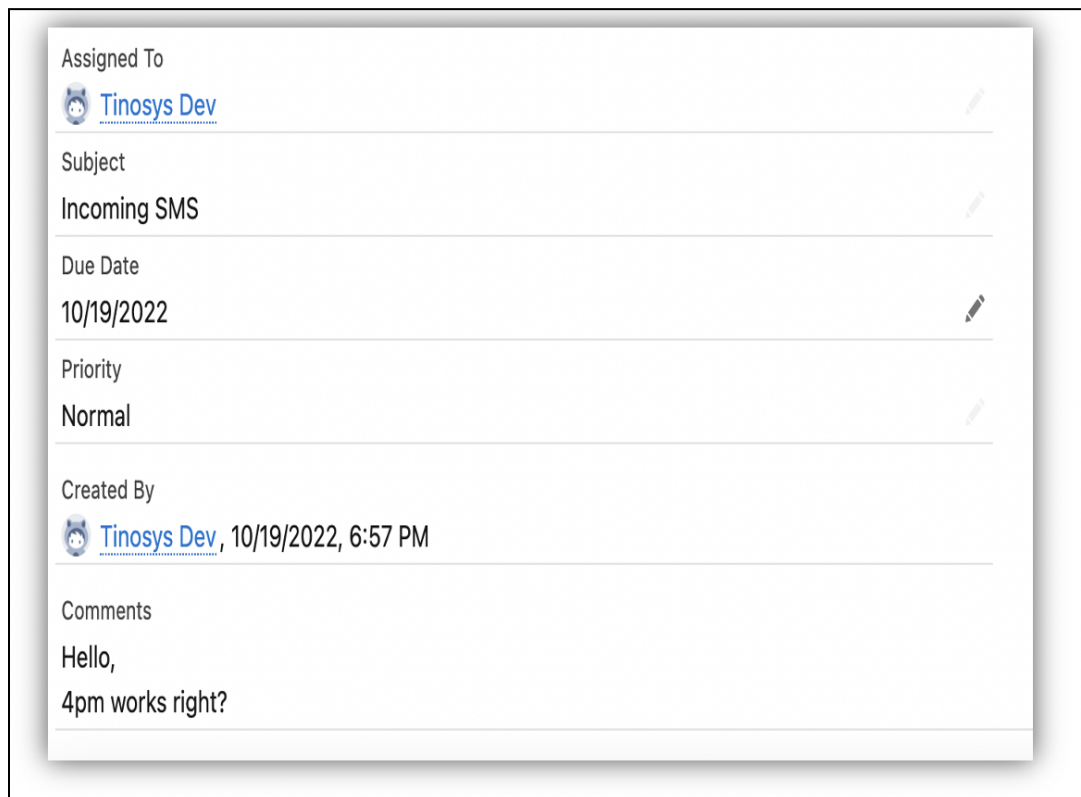 Assigned To
Tinosys Dev
Subject
Incoming SMS
Due Date
10/19/2022
Priority
Normal
Created By
Tinosys Dev, 10/19/2022, 6:57 PM
Comments
Hello,
4pm works right?